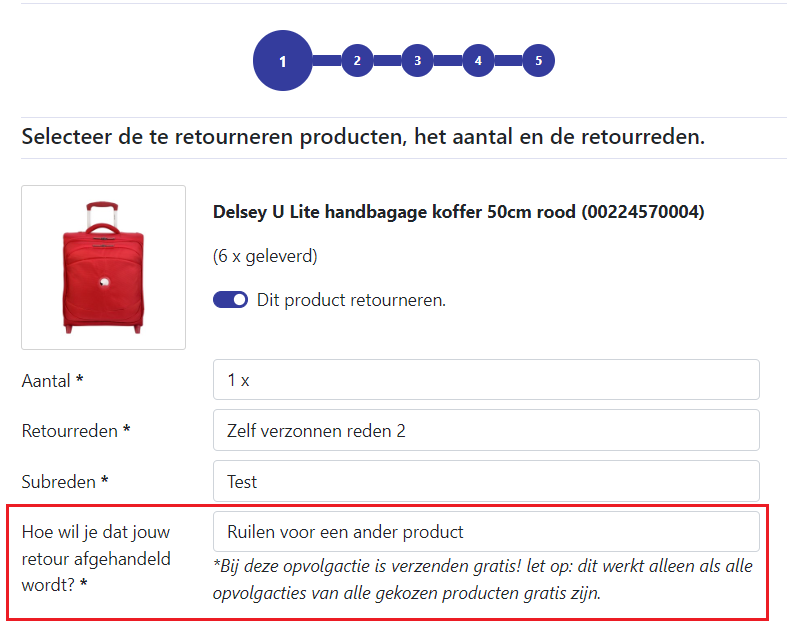 1 2 3 4 5
Selecteer de te retourneren producten, het aantal en de retourreden.
Delsey U Lite handbagage koffer 50cm rood (00224570004)
(6 x geleverd)
Dit product retourneren.
Aantal *
1 x
Retourreden *
Zelf verzonnen reden 2
Subreden *
Test
Hoe wil je dat jouw
retour afgehandeld
wordt? *
Ruilen voor een ander product
*Bij deze opvolgactie is verzenden gratis! let op: dit werkt alleen als alle
opvolgacties van alle gekozen producten gratis zijn.